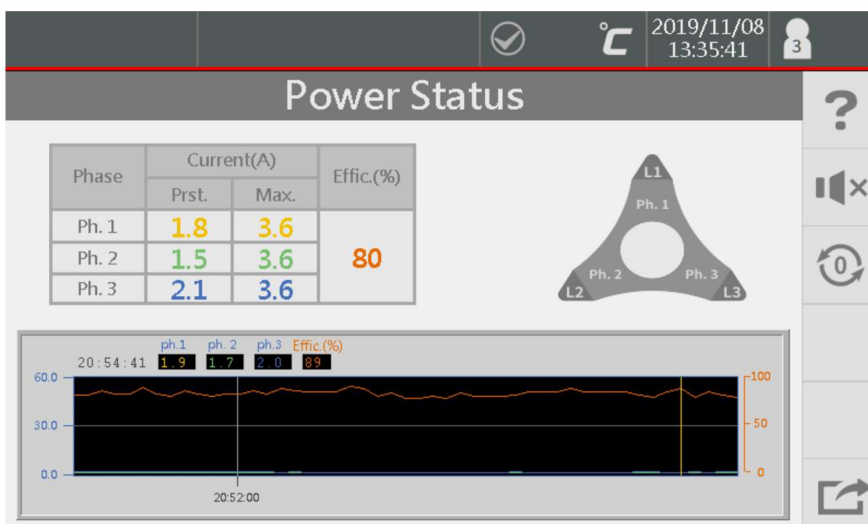 ℃
2019/11/08
13:35:41
3
Power Status
?
Phase Current(A) Effic.(%)
Prst. Max.
Ph. 1 1.8 3.6
Ph. 2 1.5 3.6 80
Ph. 3 2.1 3.6
L1
Ph. 1
Ph. 2 Ph. 3
L2 L3
0
ph.1 ph. 2 ph.3 Effic.(%)
20:54:41 1.9 1.7 2.0 89
60.0 100
30.0 50
0.0 0
20:52:00